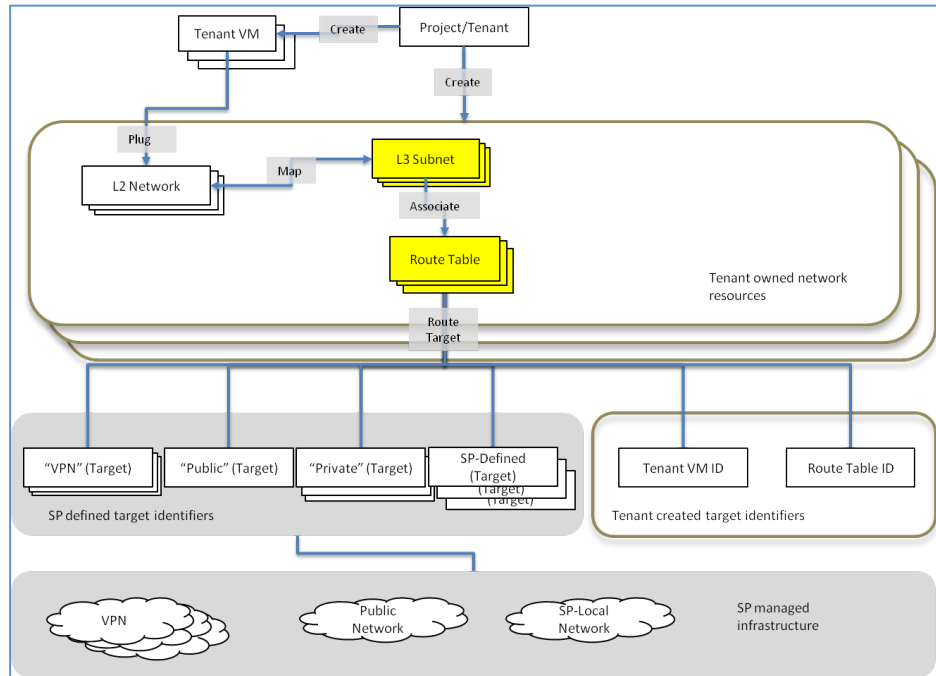 Tenant VM
Create
Project/Tenant
Create
Plug
L3 Subnet
Map
L2 Network
Associate
Route Table
Tenant owned network
resources
Route
Target
“VPN” (Target)
“Public” (Target)
“Private” (Target)
SP-Defined
(Target)
(Target)
(Target)
Tenant VM ID
Route Table ID
SP defined target identifiers
Tenant created target identifiers
VPN
Public
Network
SP-Local
Network
SP managed
infrastructure